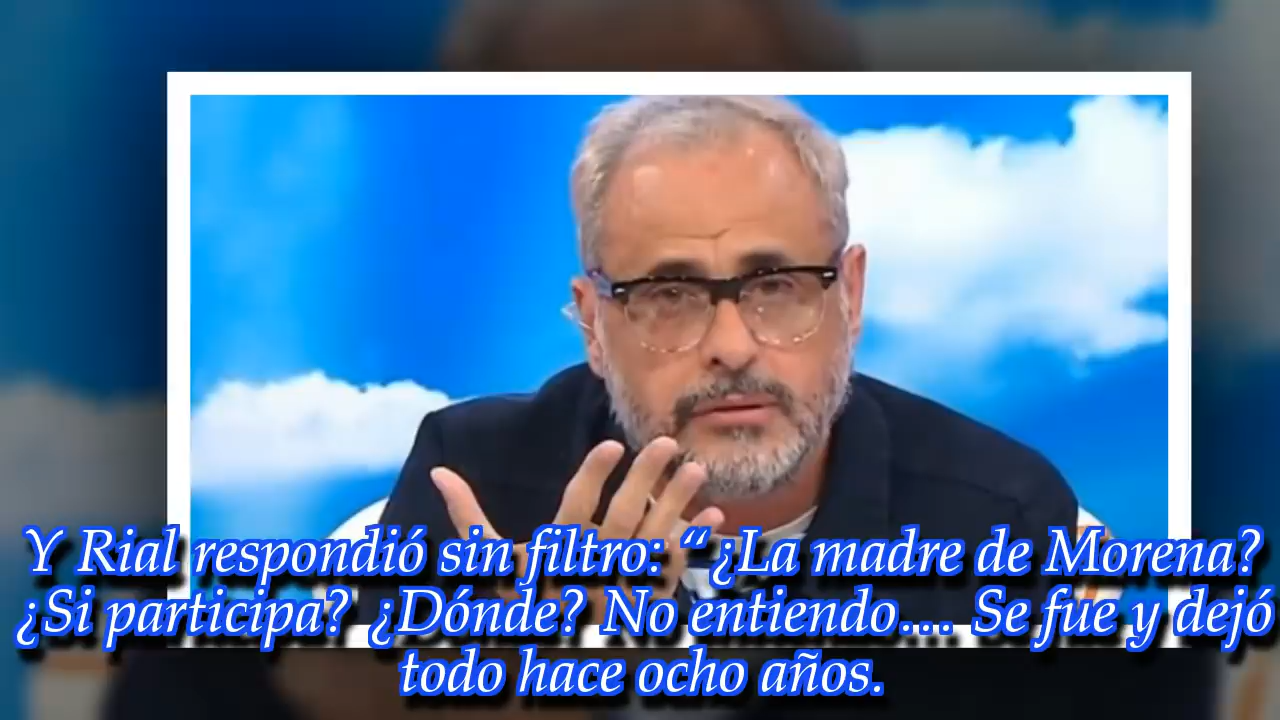 Y Rial respondió sin filtro: “¿La madre de Morena?
¿Si participa? ¿Dónde? No entiendo… Se fue y dejó
todo hace ocho años.